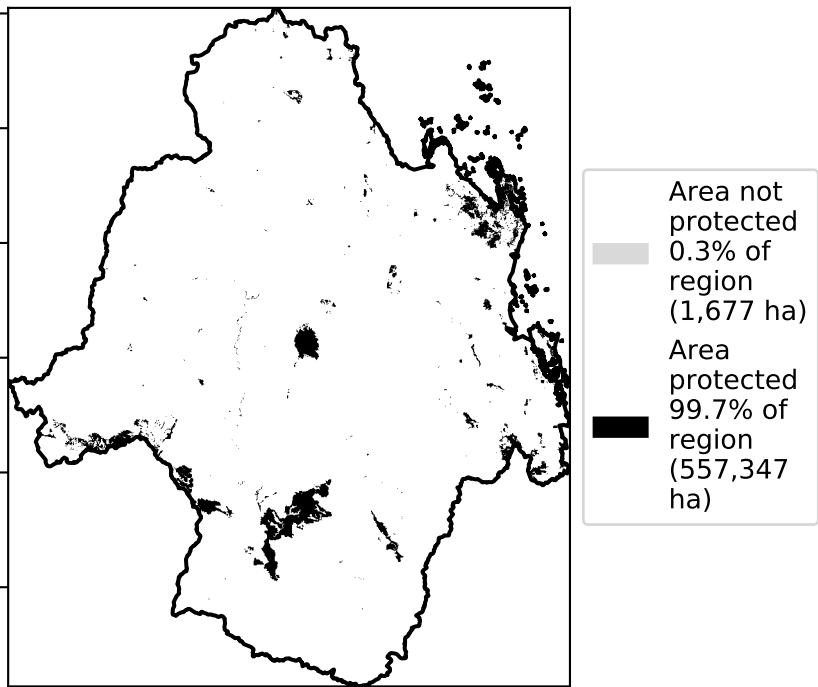 Area not
protected
0.3% of
region
(1,677 ha)
Area
protected
99.7% of
region
(557,347
ha)